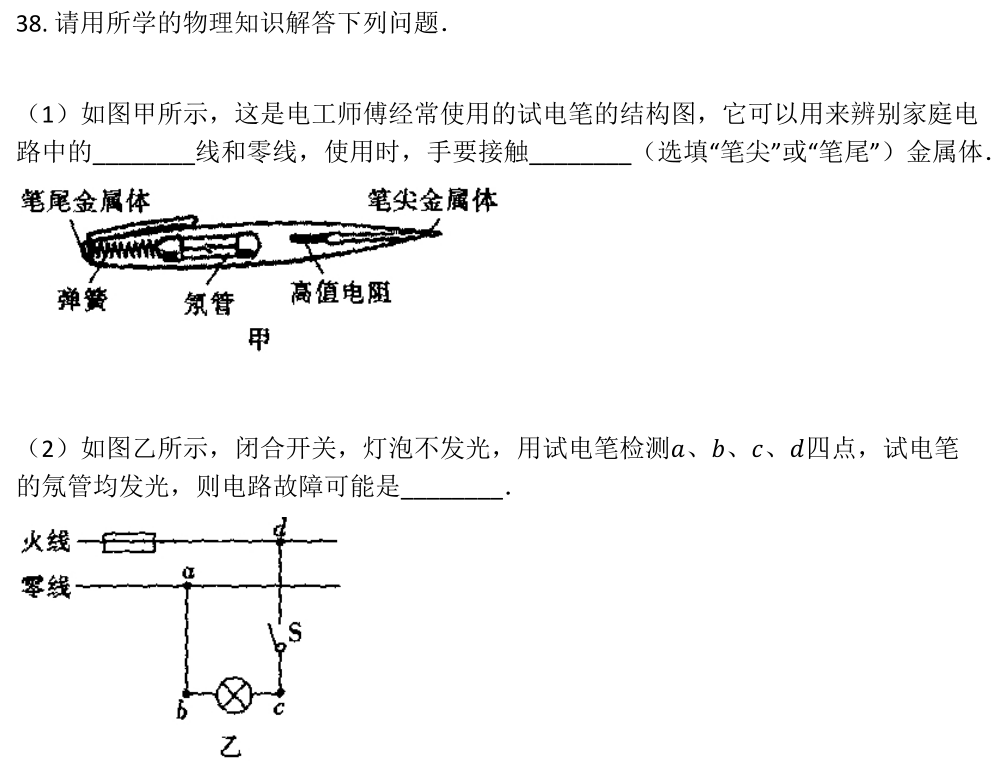 38. 请用所学的物理知识解答下列问题．
（1）如图甲所示，这是电工师傅经常使用的试电笔的结构图，它可以用来辨别家庭电
路中的________线和零线，使用时，手要接触________（选填“笔尖”或“笔尾”）金属体．
笔尾金属体 笔尖金属体
弹簧 氖管 高值电阻
甲
（2）如图乙所示，闭合开关，灯泡不发光，用试电笔检测a、b、c、d四点，试电笔
的氖管均发光，则电路故障可能是________．
火线 d
零线 a
S
b c
乙